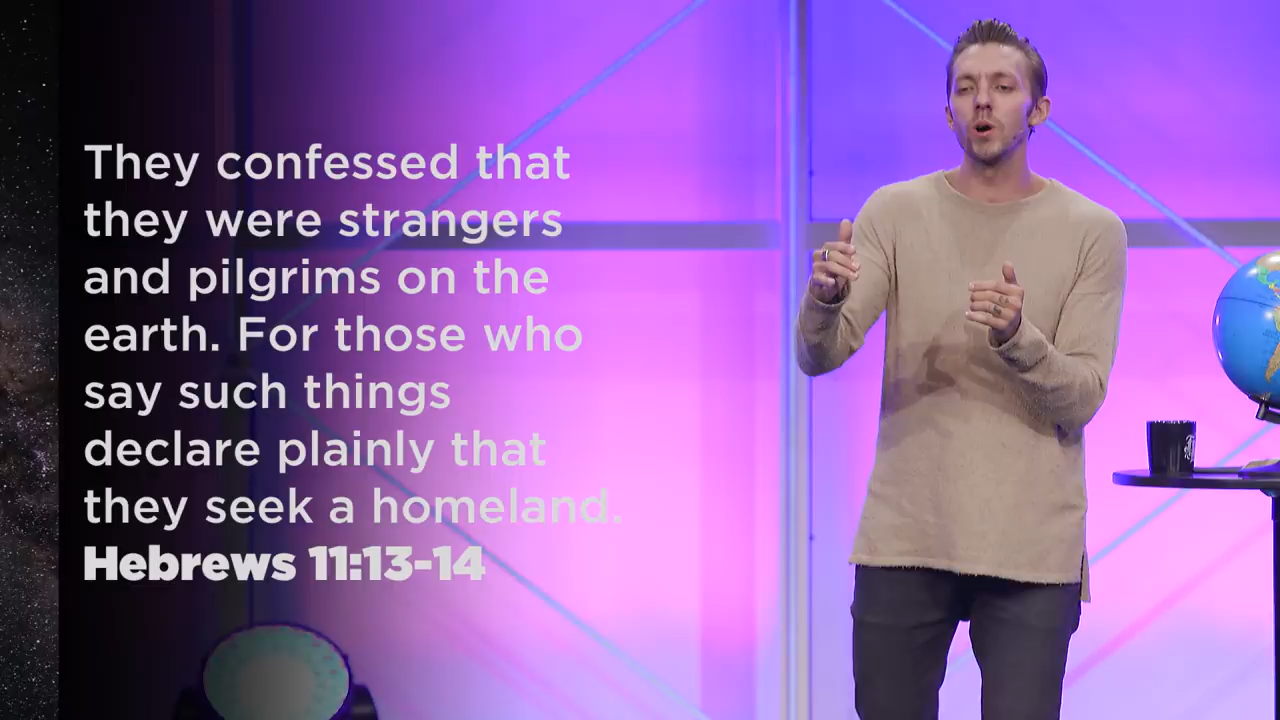 They confessed that
they were strangers
and pilgrims on the
earth. For those who
say such things
declare plainly that
they seek a homeland.
Hebrews 11:13-14